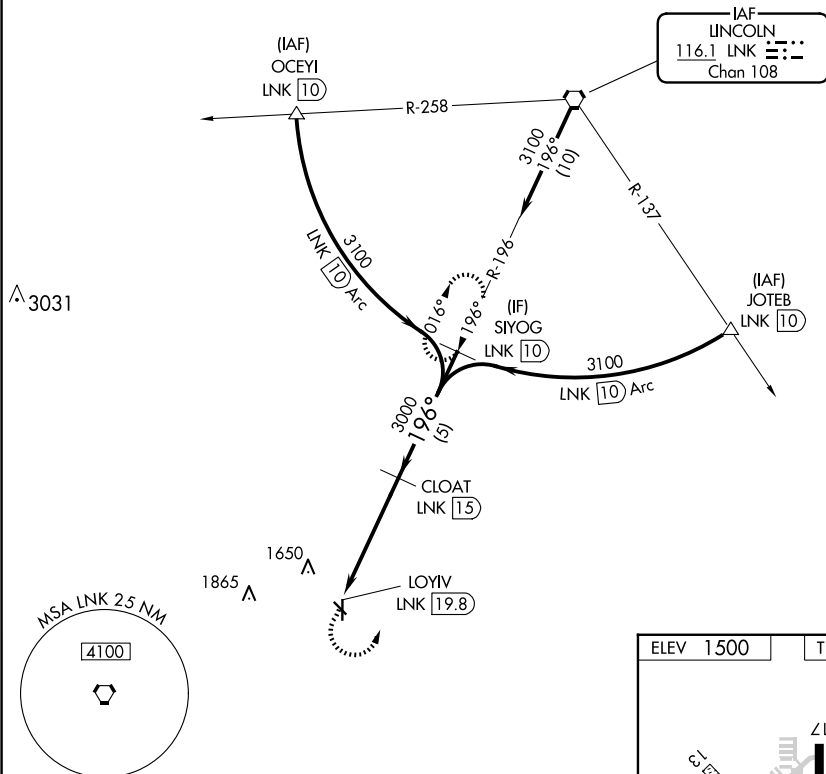 IAF
LINCOLN
116.1 LNK
Chan 108
(IAF)
OCEYI
LNK 10
R-258
3100
196°
(10)
R-137
3100
LNK 10 Arc
R-196
3031
016°
196°
(IF)
SIYOG
LNK 10
(IAF)
JOTEB
LNK 10
3100
LNK 10 Arc
3000
196°
(5)
CLOAT
LNK 15
1650
1865
LOYIV
LNK 19.8
MSA LNK 25 NM
4100
ELEV 1500
T
17
13